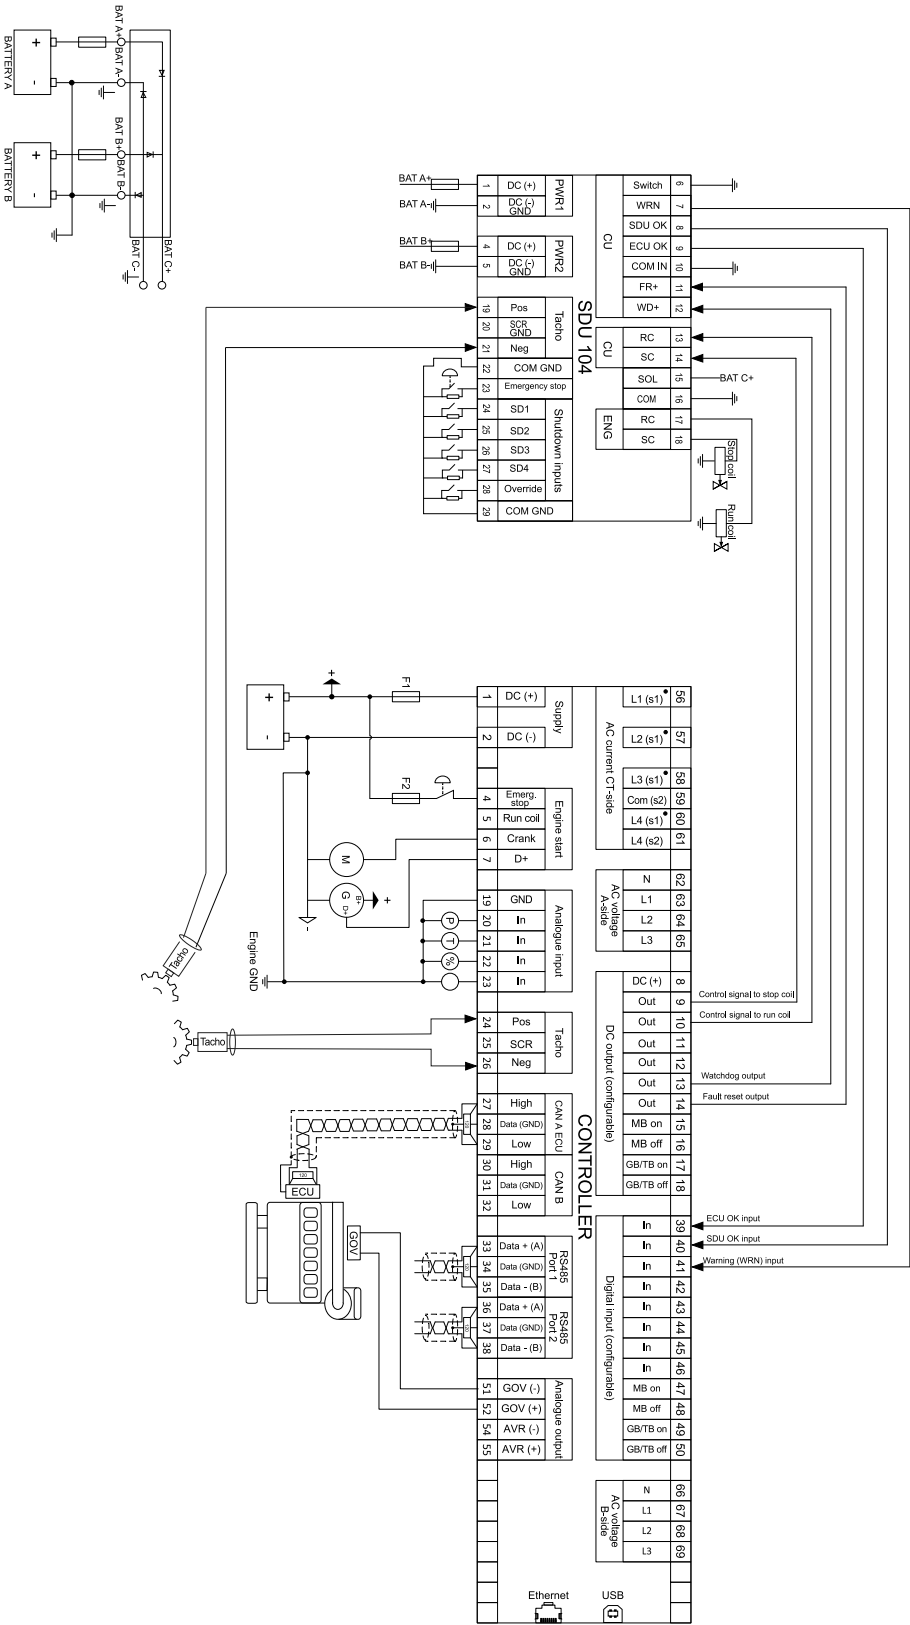 BAT A+
BAT A-
BAT B+
BAT B-
BAT C+
BAT C-
+
-
BATTERY A
+
-
BATTERY B
SDU 104
BAT A+
BAT A-
BAT B+
BAT B-
1 DC (+)
2 DC (-) GND
PWR1
4 DC (+)
5 DC (-) GND
PWR2
19 Pos
20 SCR GND
21 Neg
Tacho
22 COM GND
23 Emergency stop
24 SD1
25 SD2
26 SD3
27 SD4
28 Override
Shutdown inputs
29 COM GND
CU
Switch 6
WRN 7
SDU OK 8
ECU OK 9
COM IN 10
FR+ 11
WD+ 12
CU
RC 13
SC 14
SOL 15
BAT C+
COM 16
ENG
RC 17
SC 18
Stop coil
Run coil
CONTROLLER
+
F1
+
-
F2
1 DC (+)
2 DC (-)
Supply
4 Emerg. stop
5 Run coil
6 Crank
7 D+
Engine start
M
G
B+
D+
+
-
19 GND
20 In
21 In
22 In
23 In
Analogue input
P
T
%
Engine GND
Tacho
24 Pos
25 SCR
26 Neg
Tacho
Tacho
27 High
28 Data (GND)
29 Low
CAN A ECU
30 High
31 Data (GND)
32 Low
CAN B
120
120
ECU
GOV
33 Data + (A)
34 Data (GND)
35 Data - (B)
RS485
Port 1
120
36 Data + (A)
37 Data (GND)
38 Data - (B)
RS485
Port 2
120
51 GOV (-)
52 GOV (+)
54 AVR (-)
55 AVR (+)
Analogue output
AC current CT-side
L1 (s1) 56
L2 (s1) 57
L3 (s1) 58
Com (s2) 59
L4 (s1) 60
L4 (s2) 61
AC voltage
A-side
N 62
L1 63
L2 64
L3 65
DC output (configurable)
DC (+) 8
Out 9
Out 10
Out 11
Out 12
Out 13
Out 14
MB on 15
MB off 16
GB/TB on 17
GB/TB off 18
Control signal to stop coil
Control signal to run coil
Watchdog output
Fault reset output
Digital input (configurable)
In 39
In 40
In 41
In 42
In 43
In 44
In 45
In 46
MB on 47
MB off 48
GB/TB on 49
GB/TB off 50
ECU OK input
SDU OK input
Warning (WRN) input
AC voltage
B-side
N 66
L1 67
L2 68
L3 69
Ethernet
USB